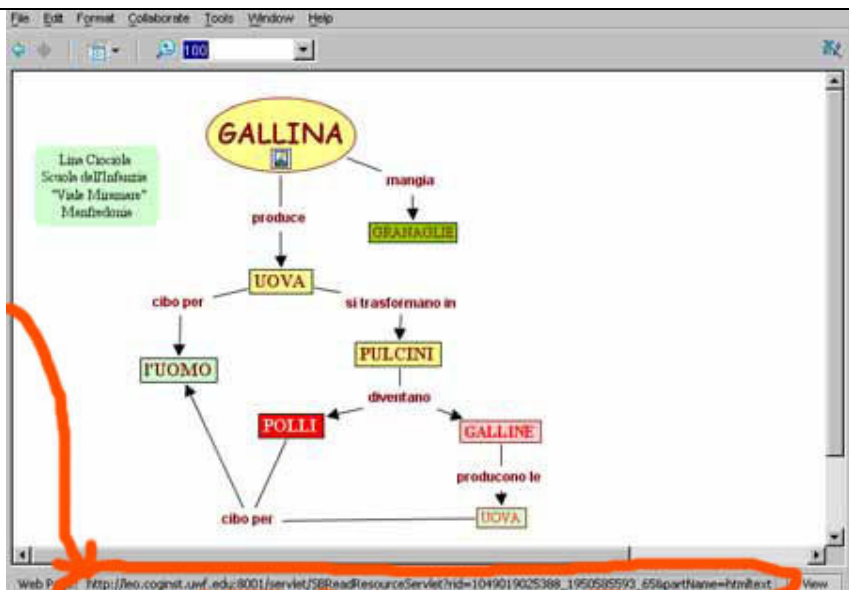 File Edit Format Collaborate Tools Window Help
100
GALLINA
Lina Ciociola
Scuola dell'Infanzia
"Viale Miramare"
Manfredonia
mangia
produce
GRANAGLIE
UOVA
cibo per
si trasformano in
l'UOMO
PULCINI
diventano
POLLI
GALLINE
producono le
cibo per
UOVA
Web P http://leo.coginst.uwf.edu:8001/servlet/SBReadResourceServlet?rid=1049019025388_1950585593_65&partName=htmltext View